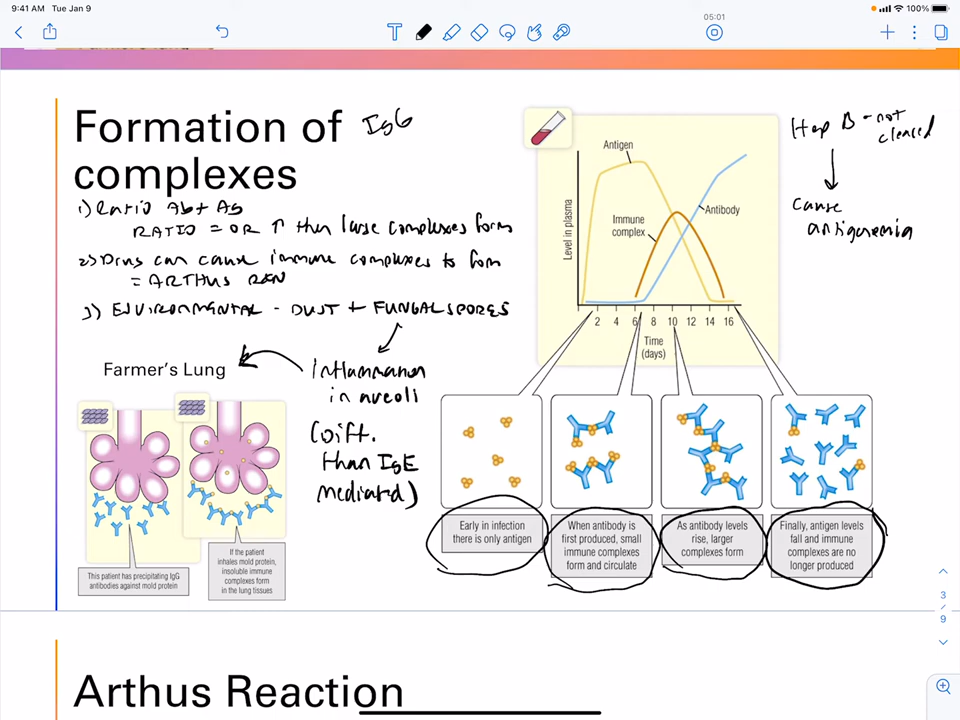 9:41 AM Tue Jan 9
100%
05:01
Formation of
complexes
IgG
1) Ratio Ab + Ag
RATIO = OR ↑ then large complexes form
2) Drugs can cause immune complexes to form
= ARTHUS RXN
3) ENVIRONMENTAL - DUST + FUNGAL SPORES
Inflammation
in alveoli
(diff.
than IgE
mediated)
Farmer's Lung
This patient has precipitating IgG
antibodies against mold protein
If the patient
inhales mold protein,
insoluble immune
complexes form
in the lung tissues
Antigen
Immune
complex
Antibody
Level in plasma
2 4 6 8 10 12 14 16
Time
(days)
Early in infection
there is only antigen
When antibody is
first produced, small
immune complexes
form and circulate
As antibody levels
rise, larger
complexes form
Finally, antigen levels
fall and immune
complexes are no
longer produced
Hep B - not
cleared
Cause
antigenemia
3
/
9
Arthus Reaction